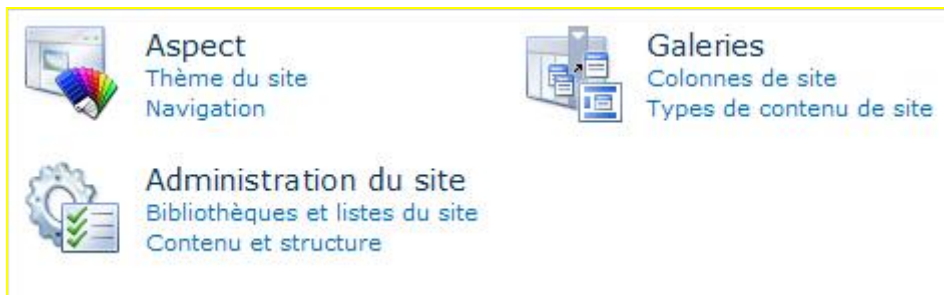 Aspect
Thème du site
Navigation
Galeries
Colonnes de site
Types de contenu de site
Administration du site
Bibliothèques et listes du site
Contenu et structure